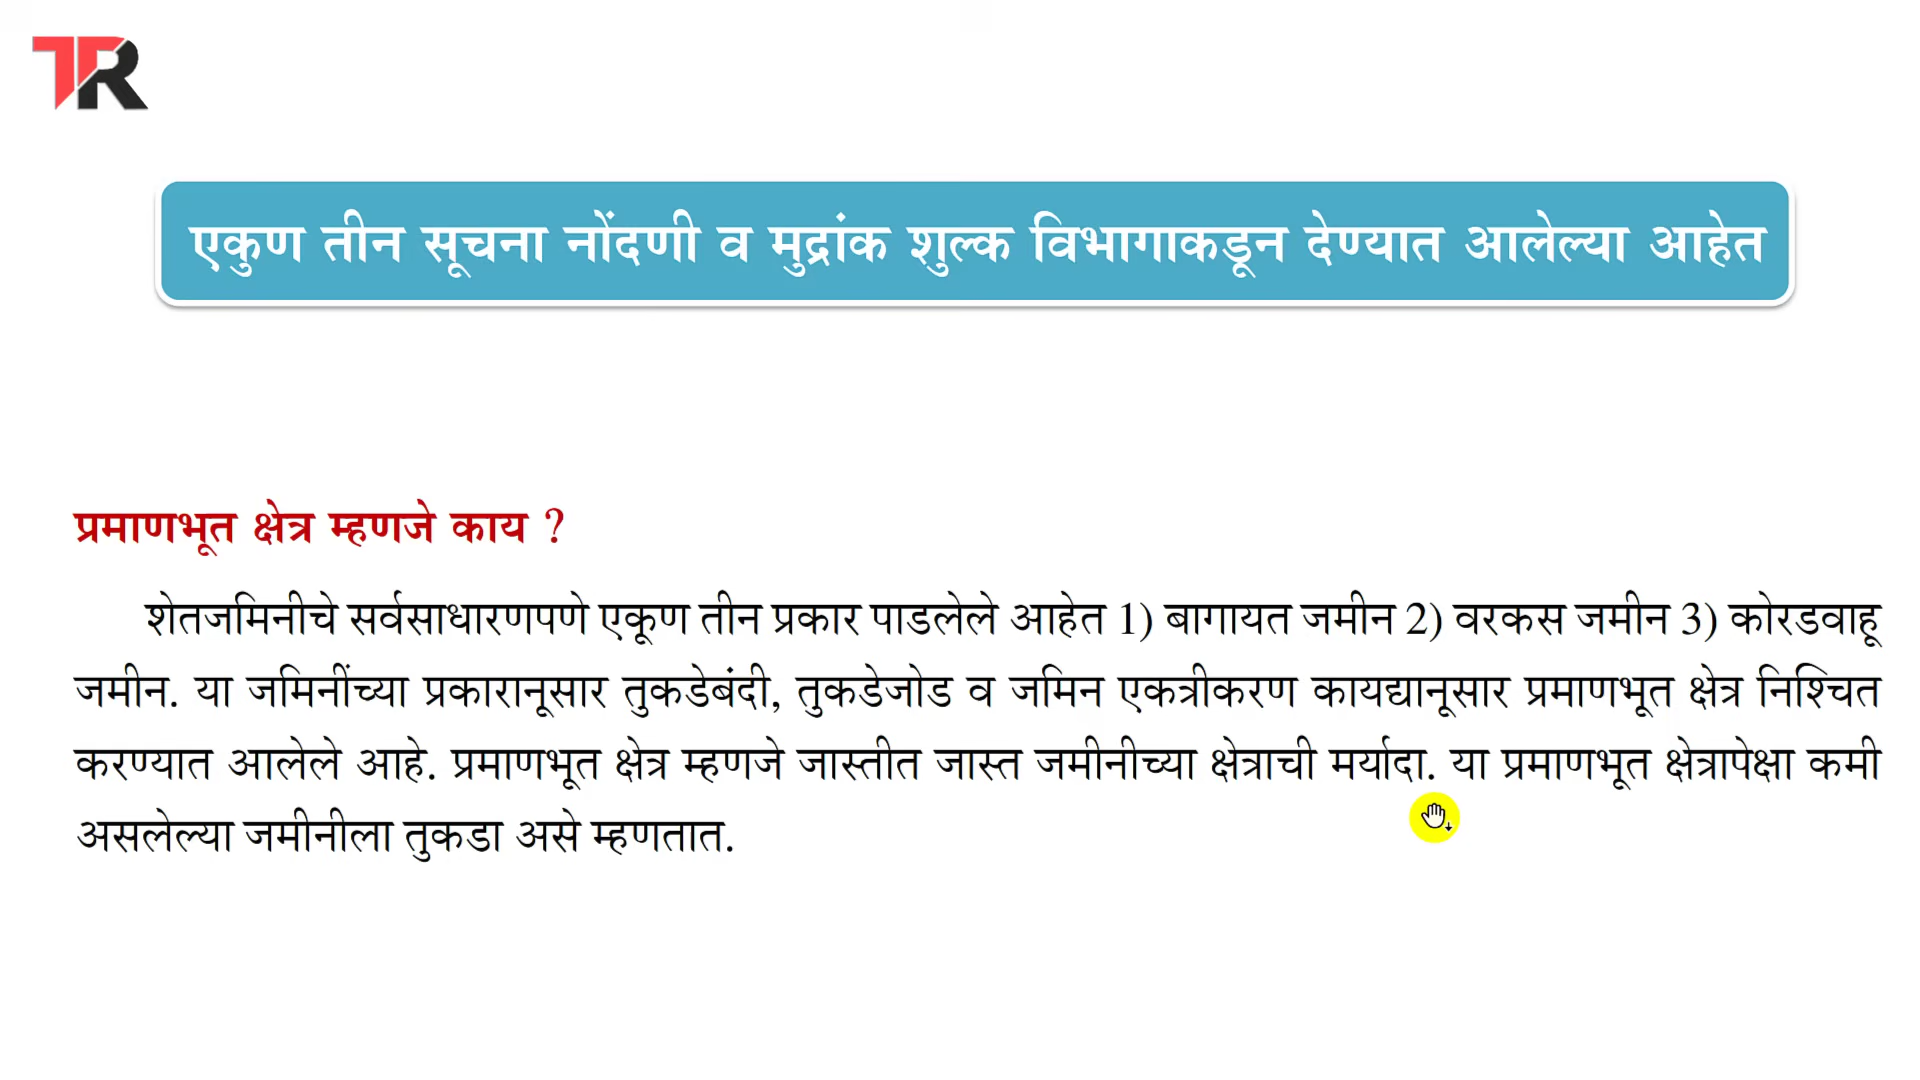 TR
एकुण तीन सूचना नोंदणी व मुद्रांक शुल्क विभागाकडून देण्यात आलेल्या आहेत
प्रमाणभूत क्षेत्र म्हणजे काय ?
शेतजमिनीचे सर्वसाधारणपणे एकूण तीन प्रकार पाडलेले आहेत 1) बागायत जमीन 2) वरकस जमीन 3) कोरडवाहू
जमीन. या जमिनींच्या प्रकारानूसार तुकडेबंदी, तुकडेजोड व जमिन एकत्रीकरण कायद्यानूसार प्रमाणभूत क्षेत्र निश्चित
करण्यात आलेले आहे. प्रमाणभूत क्षेत्र म्हणजे जास्तीत जास्त जमीनीच्या क्षेत्राची मर्यादा. या प्रमाणभूत क्षेत्रापेक्षा कमी
असलेल्या जमीनीला तुकडा असे म्हणतात.